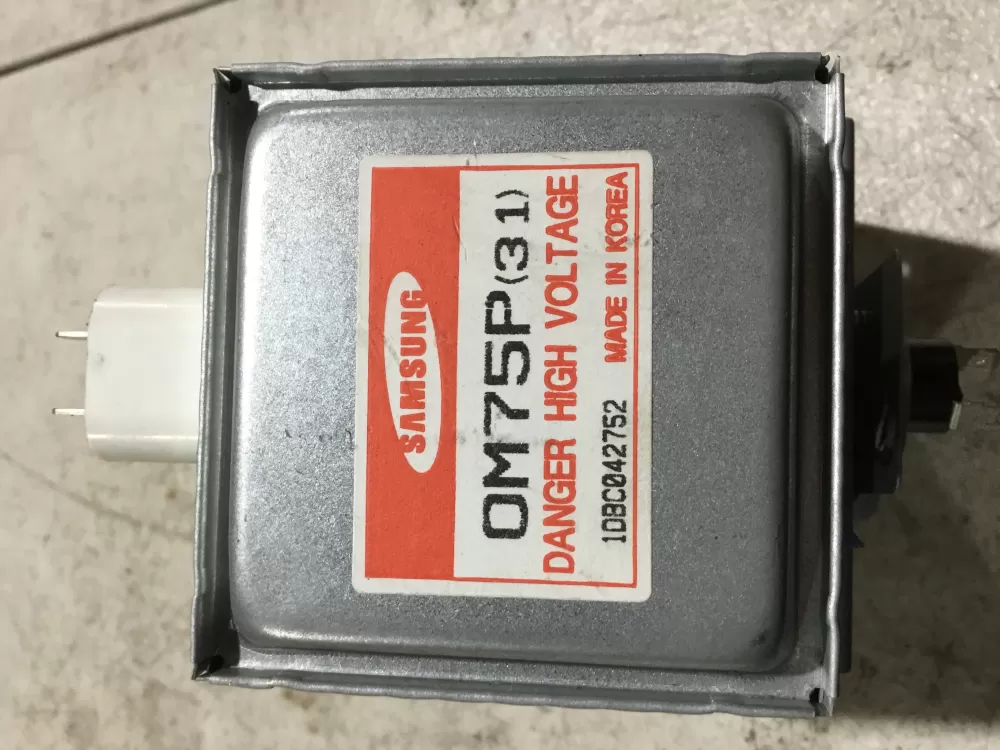 SAMSUNG
OM75P(31)
DANGER HIGH VOLTAGE
1DBC042752 MADE IN KOREA